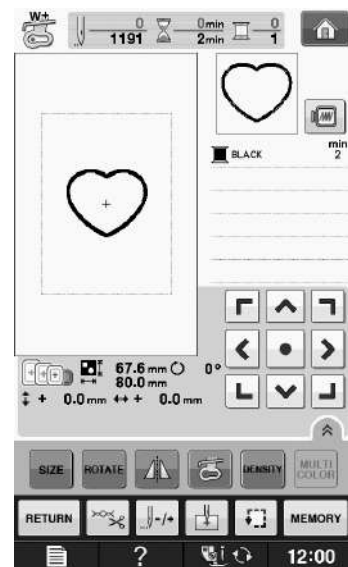 W+
0 0min 0
1191 2min 1
min
BLACK 2
67.6 mm 0°
80.0 mm
+ 0.0 mm + 0.0 mm
SIZE ROTATE DENSITY MULTI COLOR
RETURN -/+ MEMORY
? i 12:00